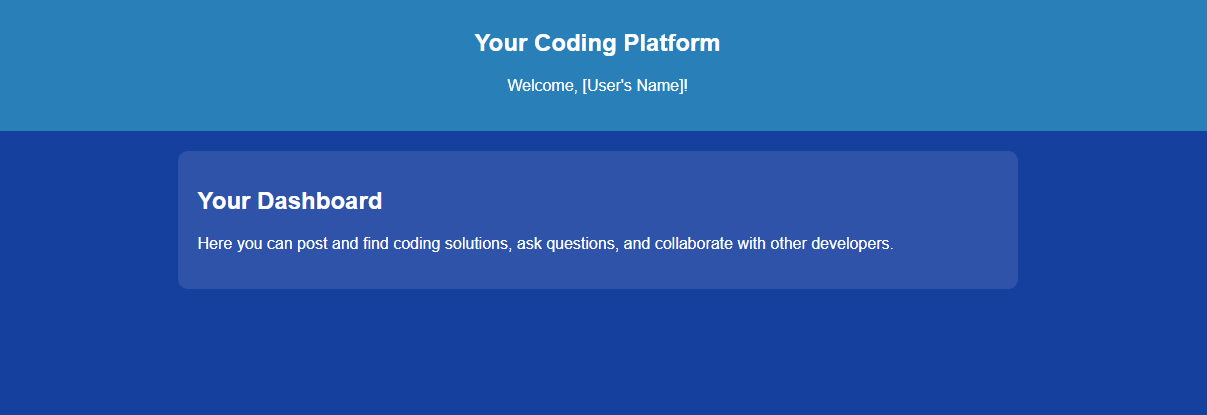 Your Coding Platform
Welcome, [User's Name]!
Your Dashboard
Here you can post and find coding solutions, ask questions, and collaborate with other developers.